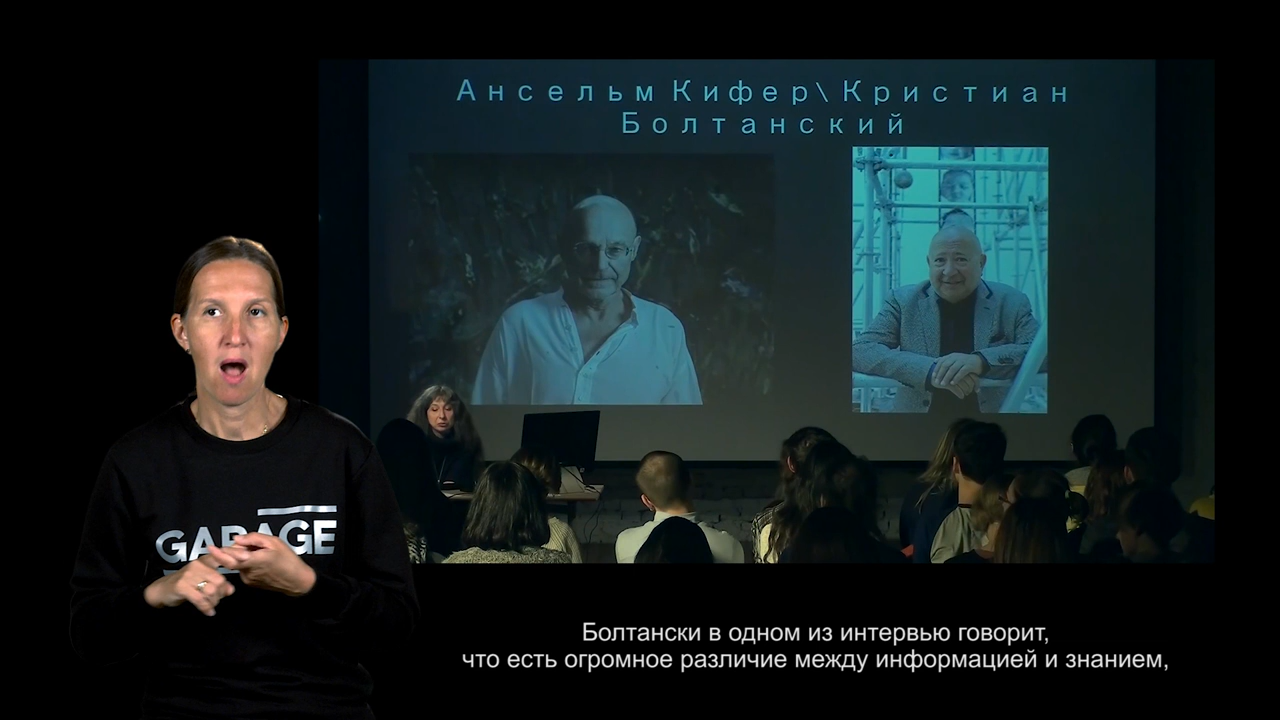 Ансельм Кифер\Кристиан
Болтанский
GARAGE
Болтански в одном из интервью говорит,
что есть огромное различие между информацией и знанием,